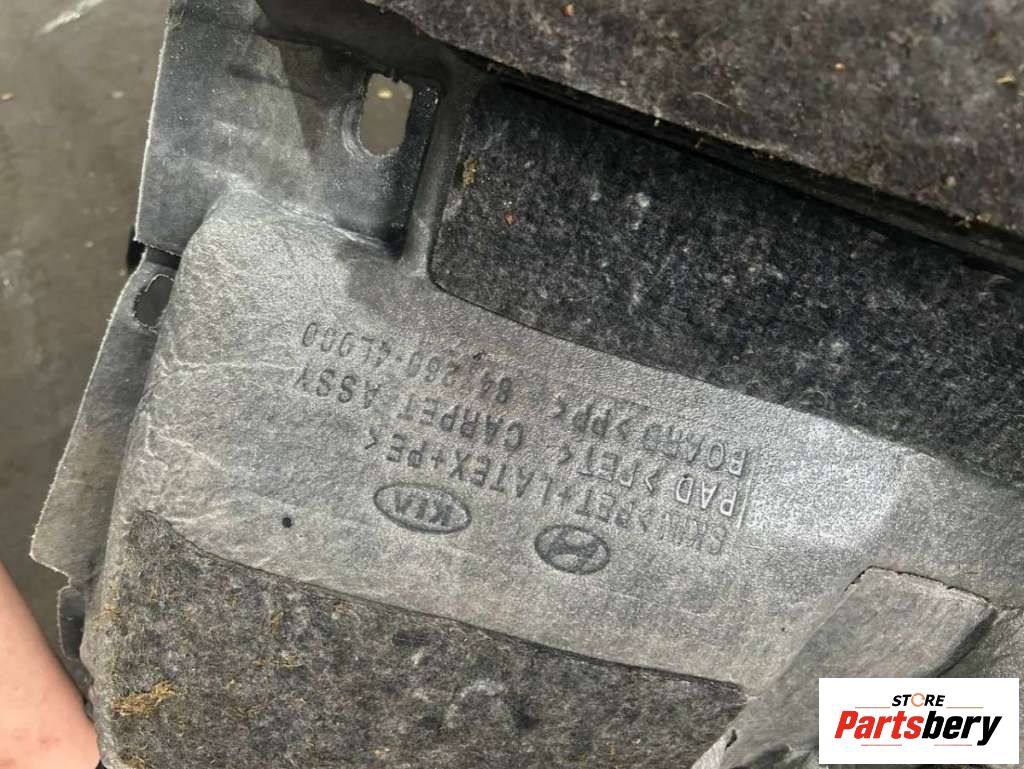 KIA
SKIN >PET+LATEX+PE<
PAD >PET< CARPET ASSY
BOARD >PP< 84260-4L000
STORE
Partsbery